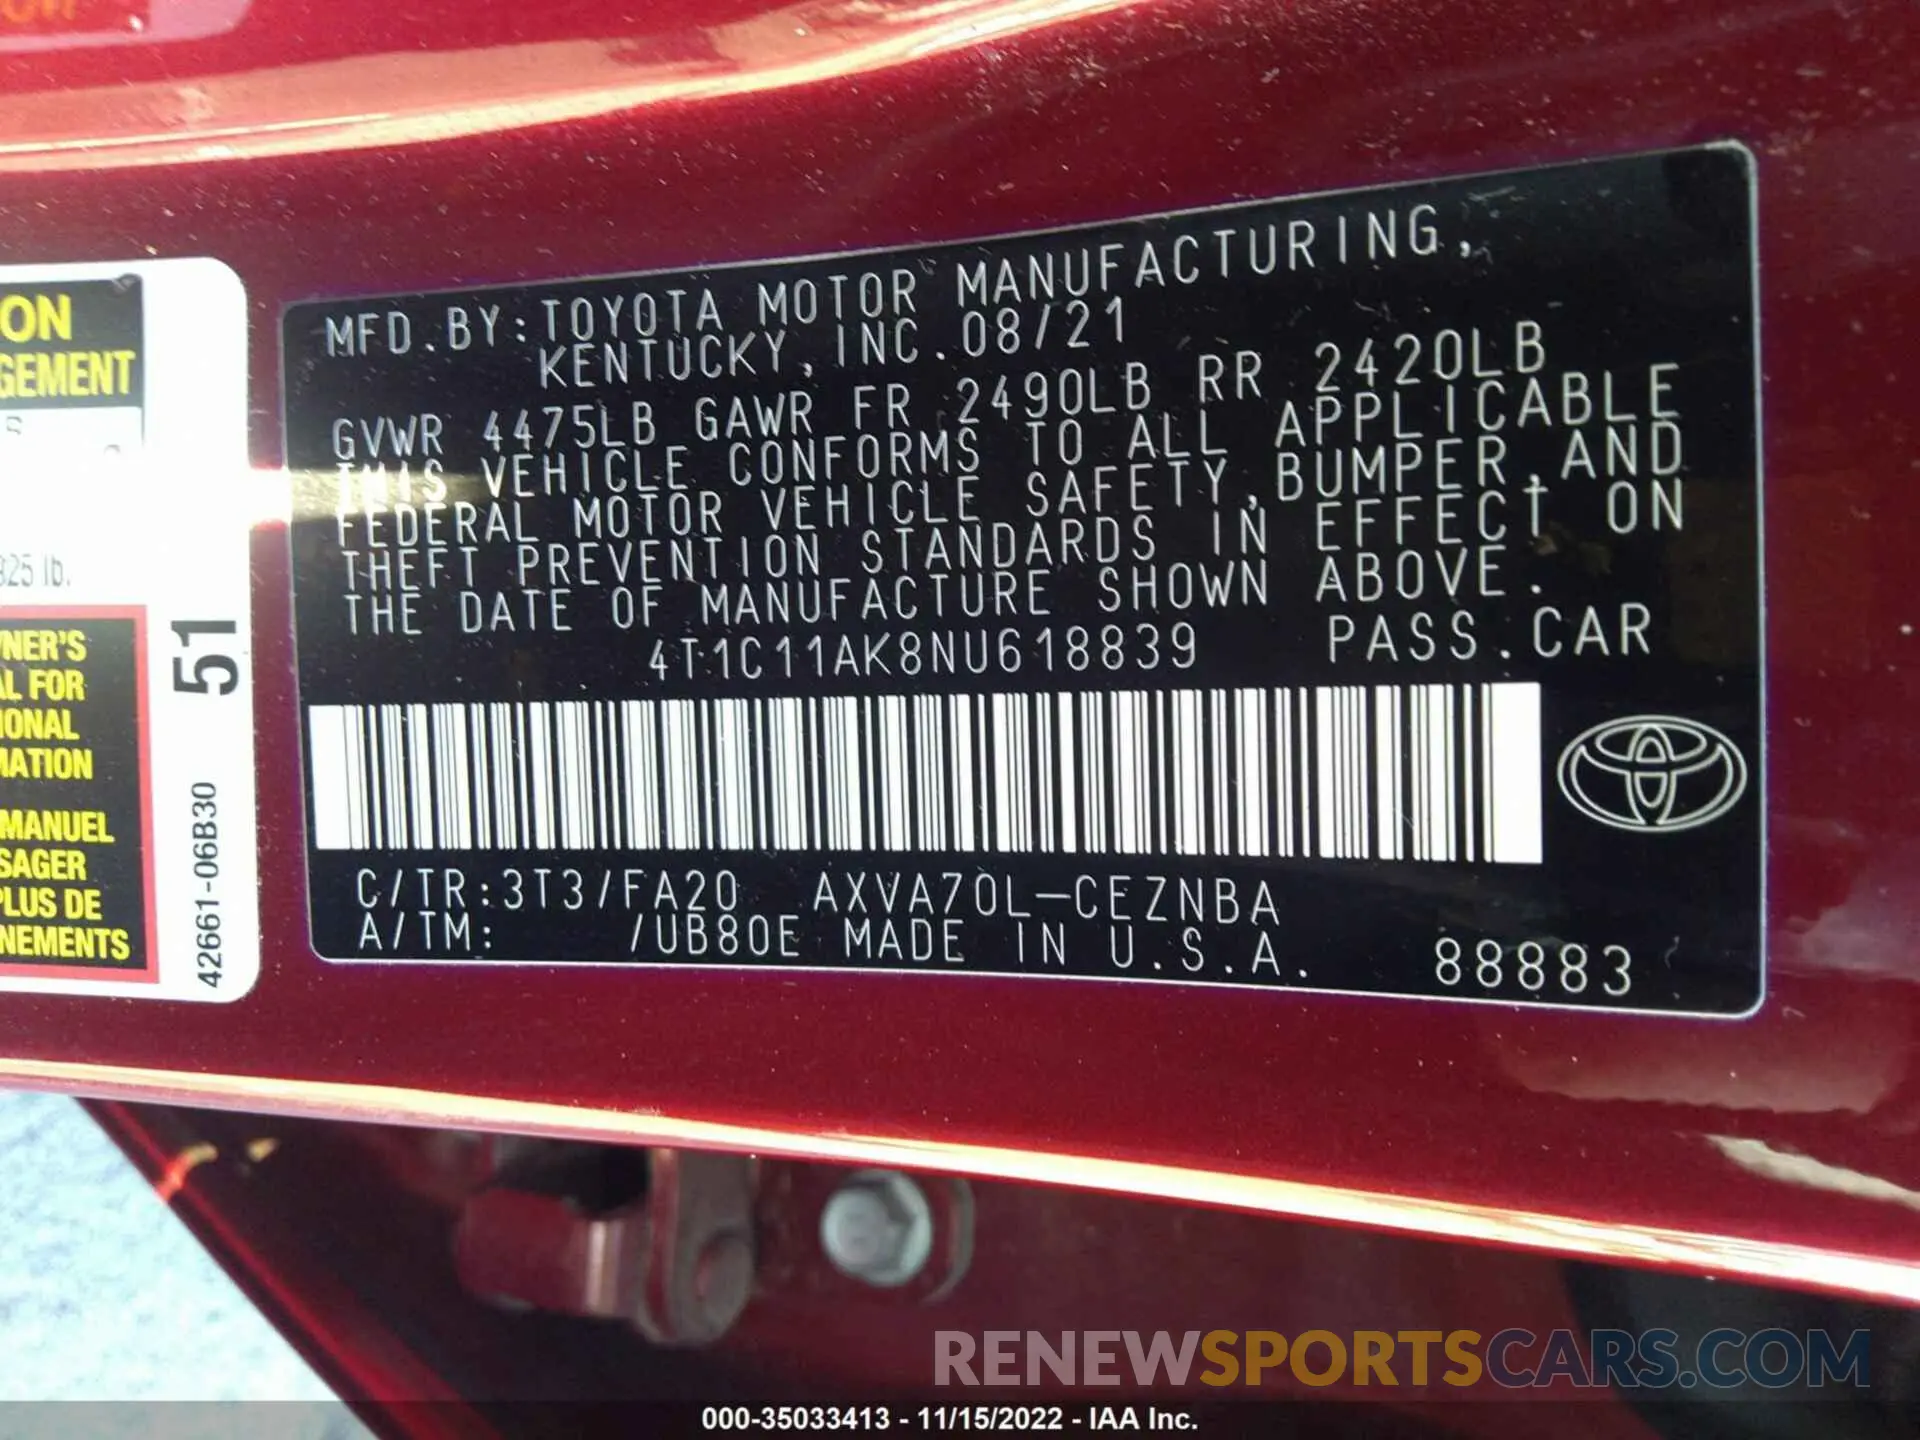 ON
GEMENT
325 lb.
NER'S
AL FOR
IONAL
MATION
MANUEL
SAGER
PLUS DE
NEMENTS
51
42661-06B30
MFD.BY:TOYOTA MOTOR MANUFACTURING,
KENTUCKY, INC. 08/21
GVWR 4475LB GAWR FR 2490LB RR 2420LB
THIS VEHICLE CONFORMS TO ALL APPLICABLE
FEDERAL MOTOR VEHICLE SAFETY,BUMPER,AND
THEFT PREVENTION STANDARDS IN EFFECT ON
THE DATE OF MANUFACTURE SHOWN ABOVE.
4T1C11AK8NU618839 PASS.CAR
C/TR:3T3/FA20 AXVA70L-CEZNBA
A/TM: /UB80E MADE IN U.S.A. 88883
RENEWSPORTSCARS.COM
000-35033413 - 11/15/2022 - IAA Inc.